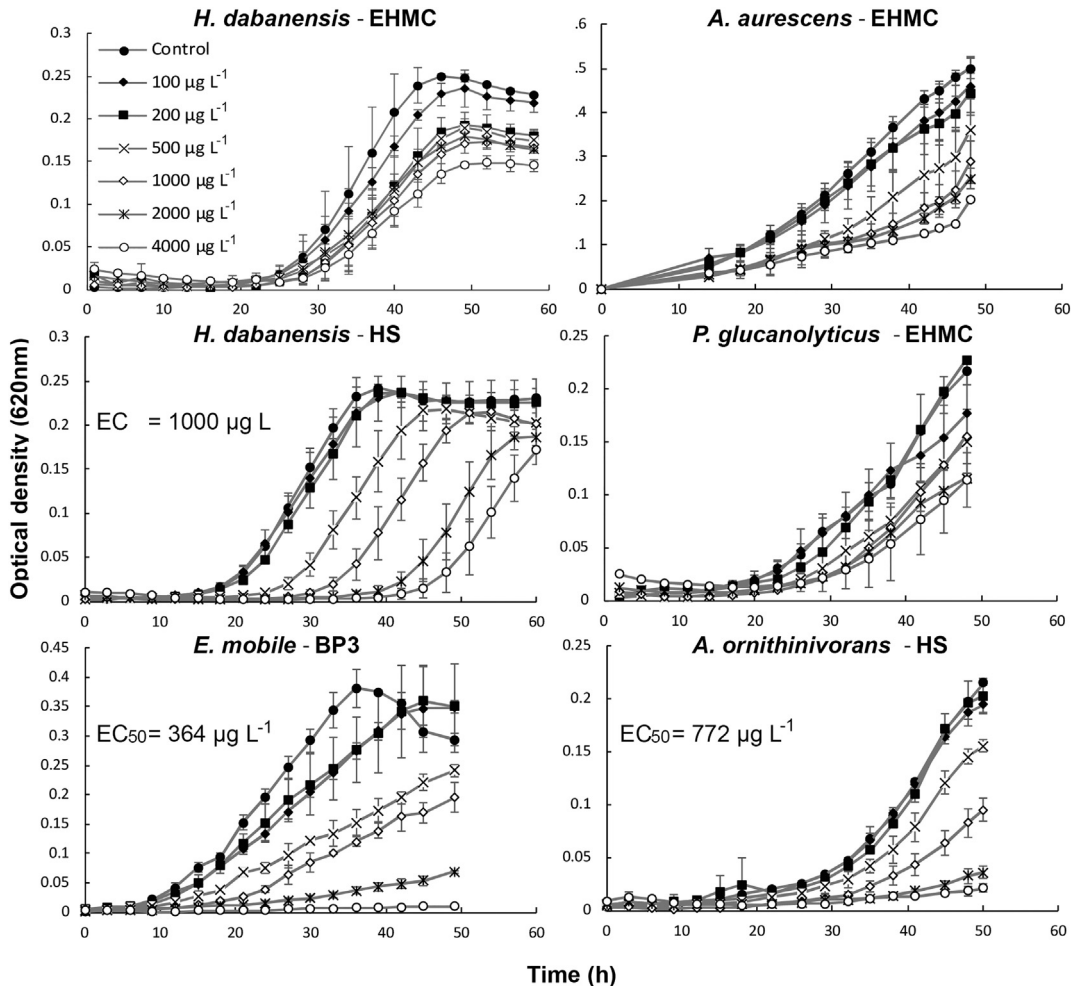 H. dabanensis - EHMC
0.3
0.25
0.2
0.15
0.1
0.05
0
0 10 20 30 40 50 60
Control
100 µg L-1
200 µg L-1
500 µg L-1
1000 µg L-1
2000 µg L-1
4000 µg L-1
A. aurescens - EHMC
.6
.5
.4
.3
.2
.1
0
0 10 20 30 40 50 60
H. dabanensis - HS
0.3
0.25
0.2
0.15
0.1
0.05
0
0 10 20 30 40 50 60
EC = 1000 µg L
P. glucanolyticus - EHMC
0.25
0.2
0.15
0.1
0.05
0
0 10 20 30 40 50 60
E. mobile - BP3
0.45
0.4
0.35
0.3
0.25
0.2
0.15
0.1
0.05
0
0 10 20 30 40 50 60
EC50= 364 µg L-1
A. ornithinivorans - HS
0.25
0.2
0.15
0.1
0.05
0
0 10 20 30 40 50 60
EC50= 772 µg L-1
Optical density (620nm)
Time (h)